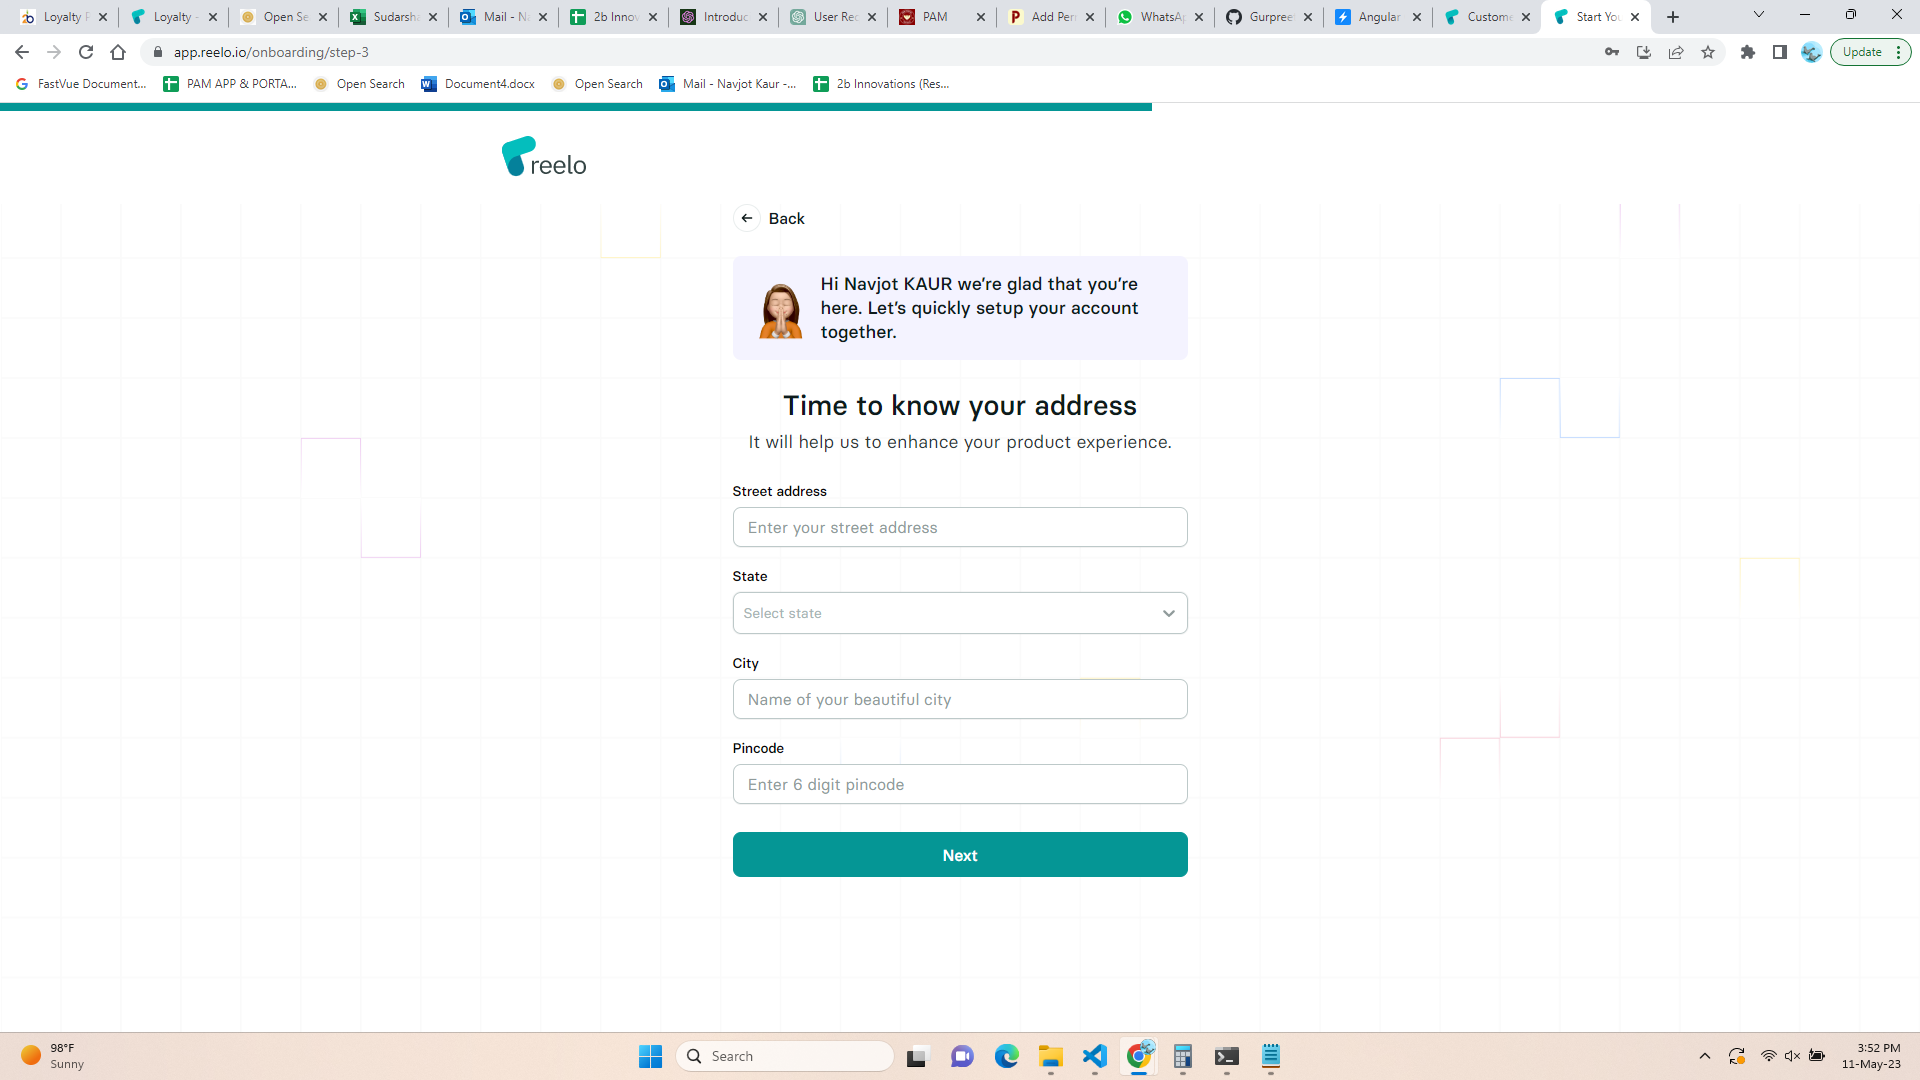 Loyalty P
Loyalty -
Open Se
Sudarsha
Mail - Na
2b Innov
Introduc
User Rec
PAM
Add Pen
WhatsAp
Gurpreet
Angular
Custome
Start You
app.reelo.io/onboarding/step-3
Update
FastVue Document...
PAM APP & PORTA...
Open Search
Document4.docx
Open Search
Mail - Navjot Kaur -...
2b Innovations (Res...
reelo
Back
Hi Navjot KAUR we're glad that you're
here. Let's quickly setup your account
together.
Time to know your address
It will help us to enhance your product experience.
Street address
Enter your street address
State
Select state
City
Name of your beautiful city
Pincode
Enter 6 digit pincode
Next
98°F
Sunny
Search
3:52 PM
11-May-23